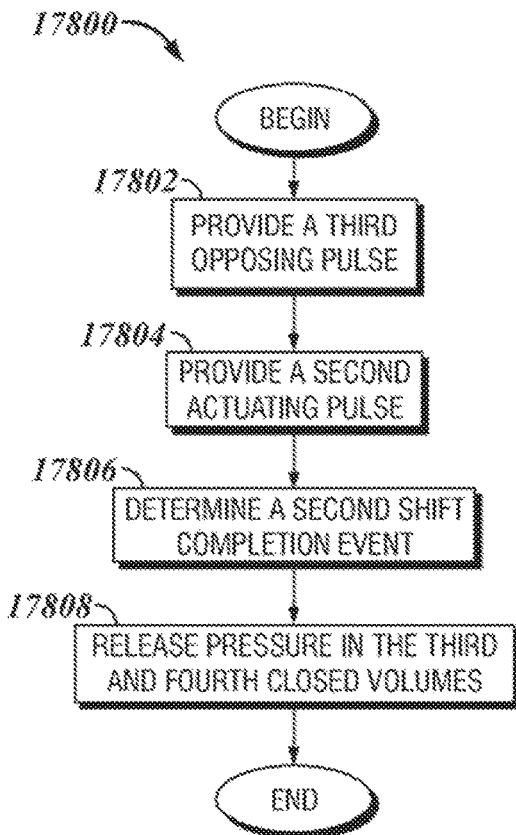 17800
BEGIN
17802
PROVIDE A THIRD
OPPOSING PULSE
17804
PROVIDE A SECOND
ACTUATING PULSE
17806
DETERMINE A SECOND SHIFT
COMPLETION EVENT
17808
RELEASE PRESSURE IN THE THIRD
AND FOURTH CLOSED VOLUMES
END